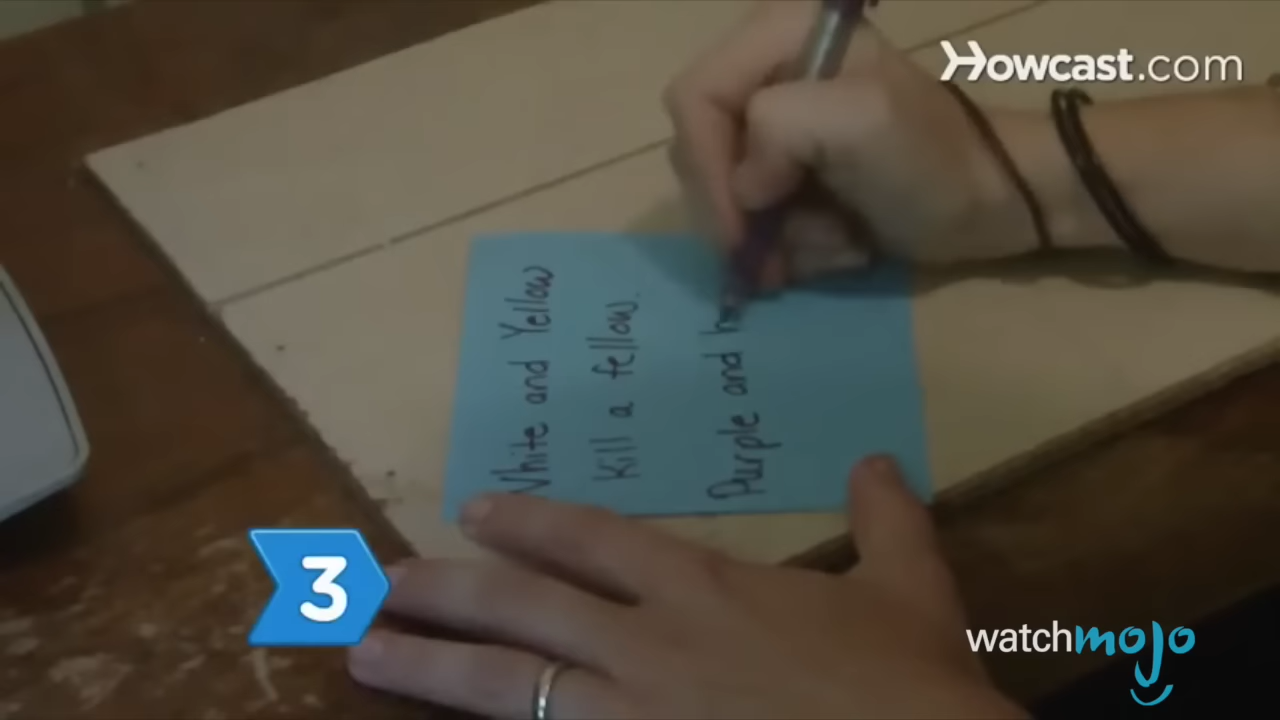 Howcast.com
White and Yellow
Kill a fellow.
Purple and
3
watchmojo